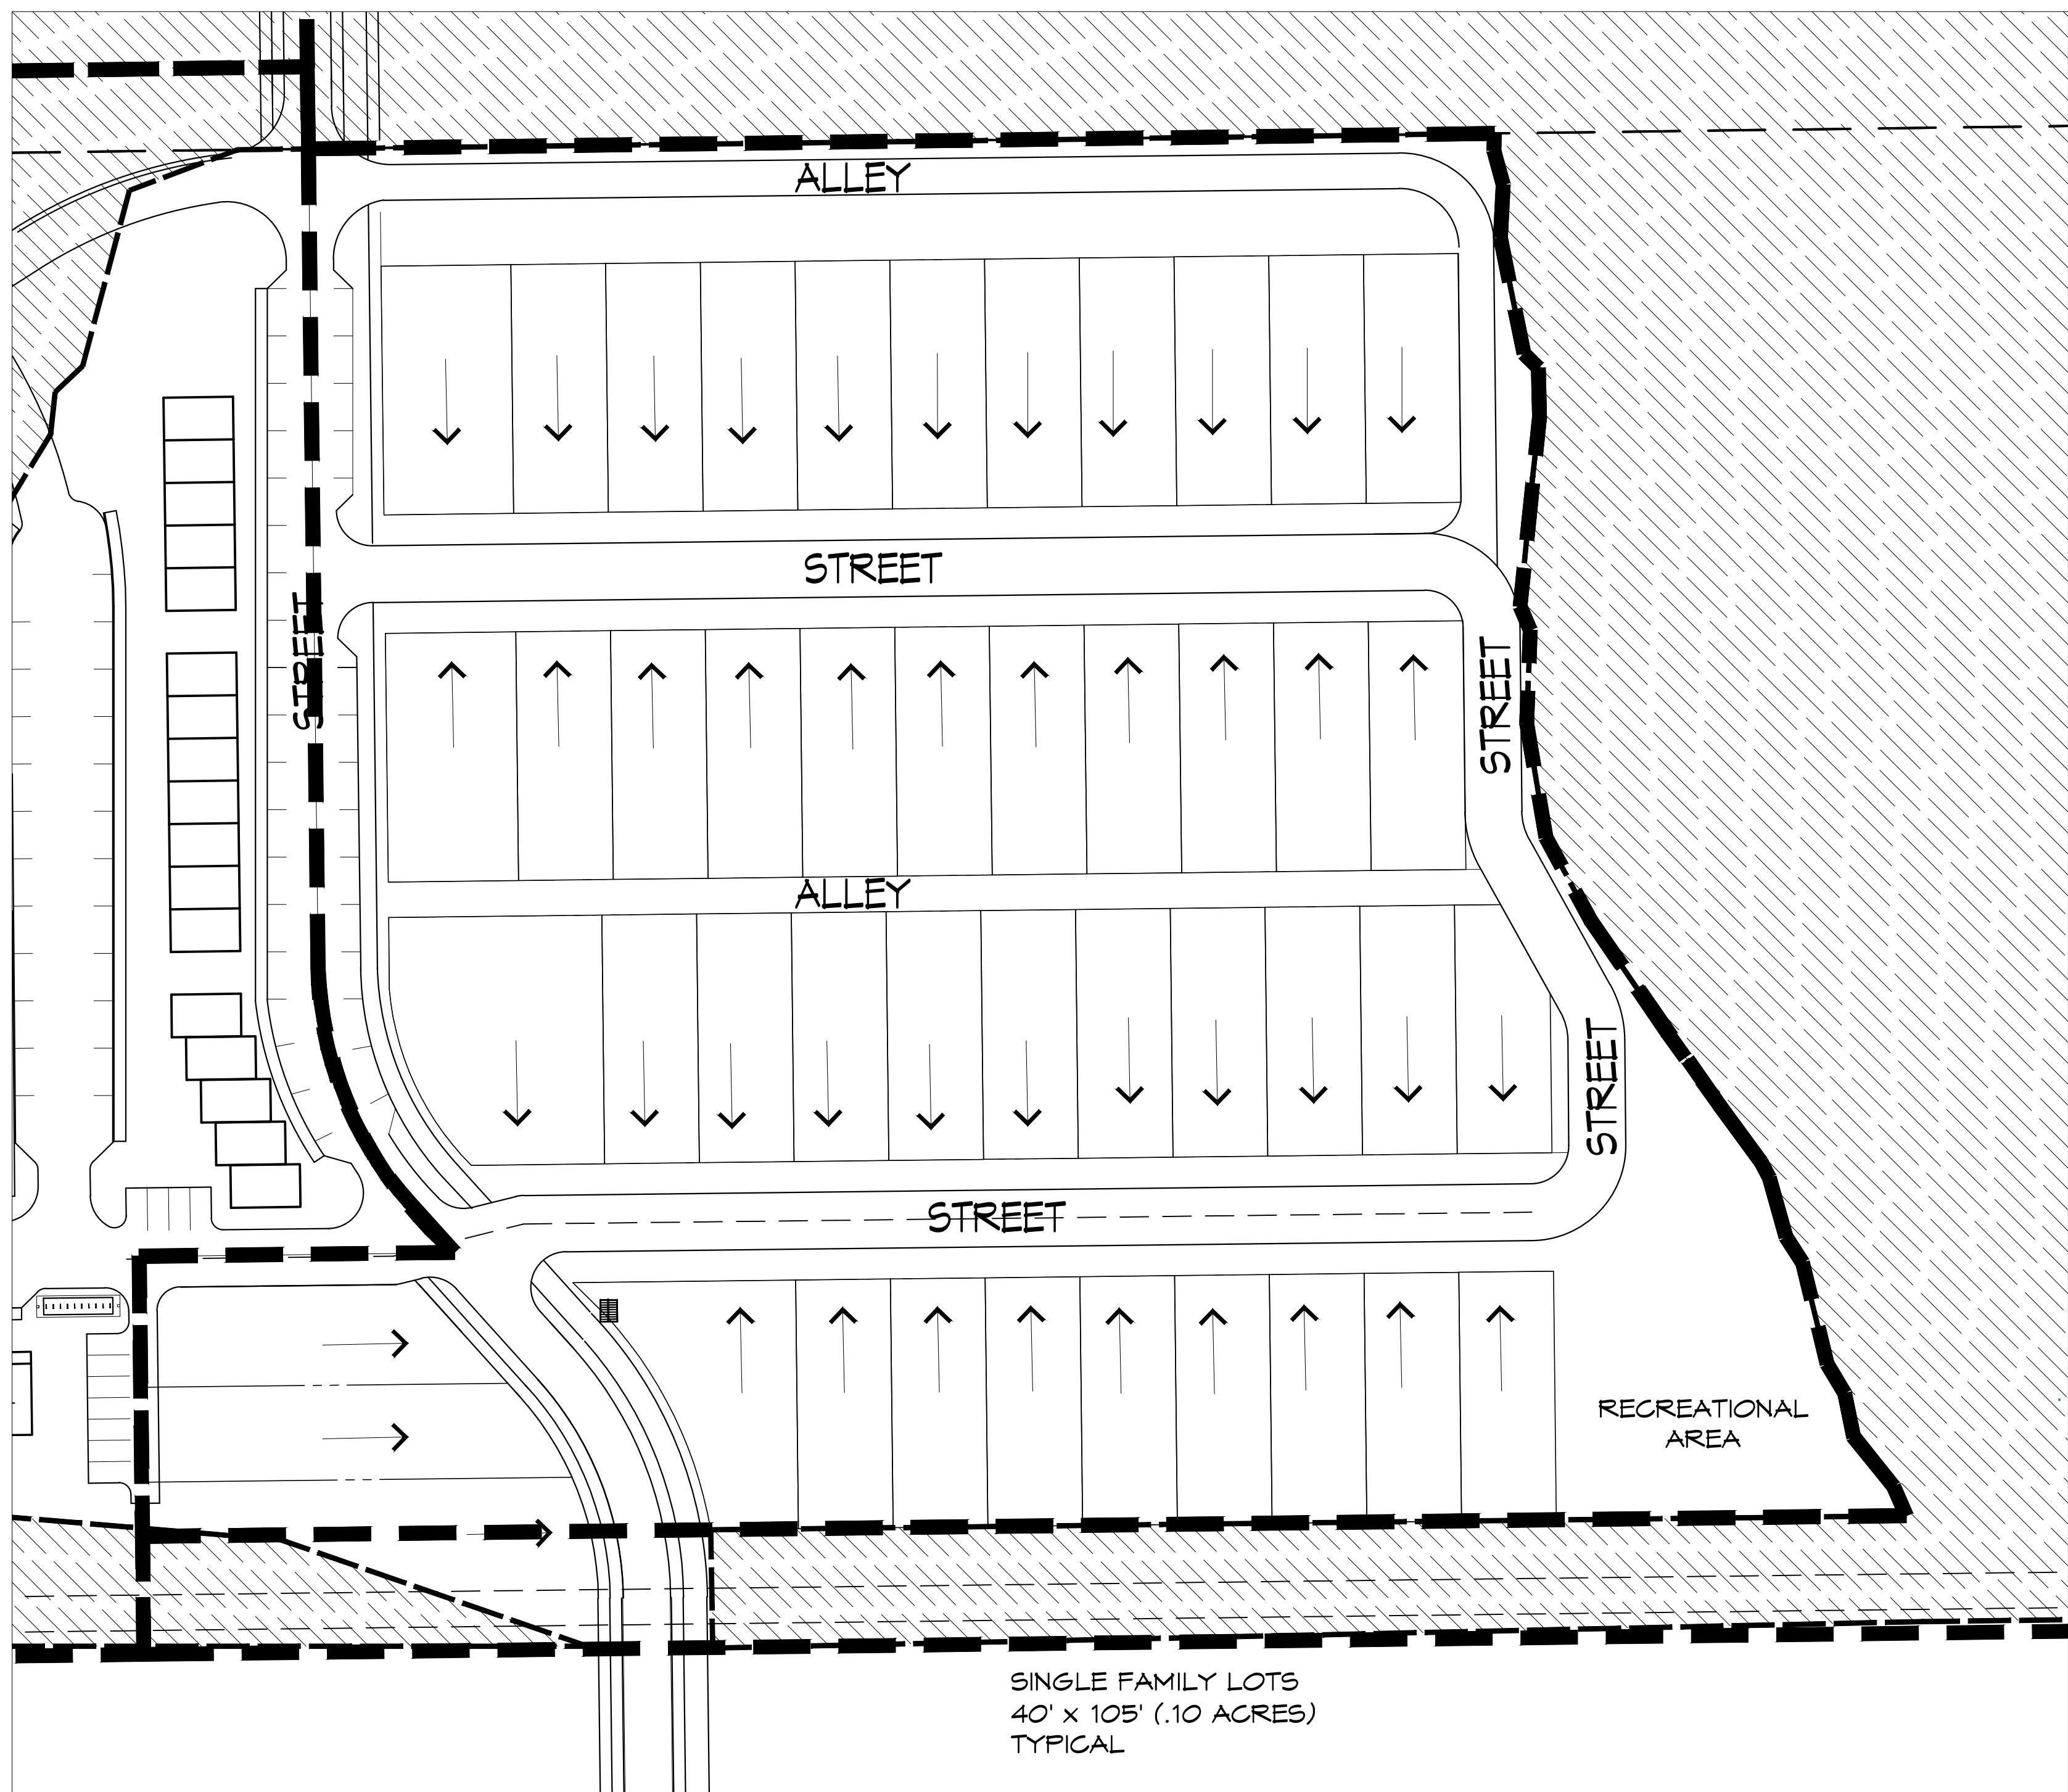 ALLEY
STREET
STREET
STREET
ALLEY
STREET
STREET
RECREATIONAL
AREA
SINGLE FAMILY LOTS
40' x 105' (.10 ACRES)
TYPICAL